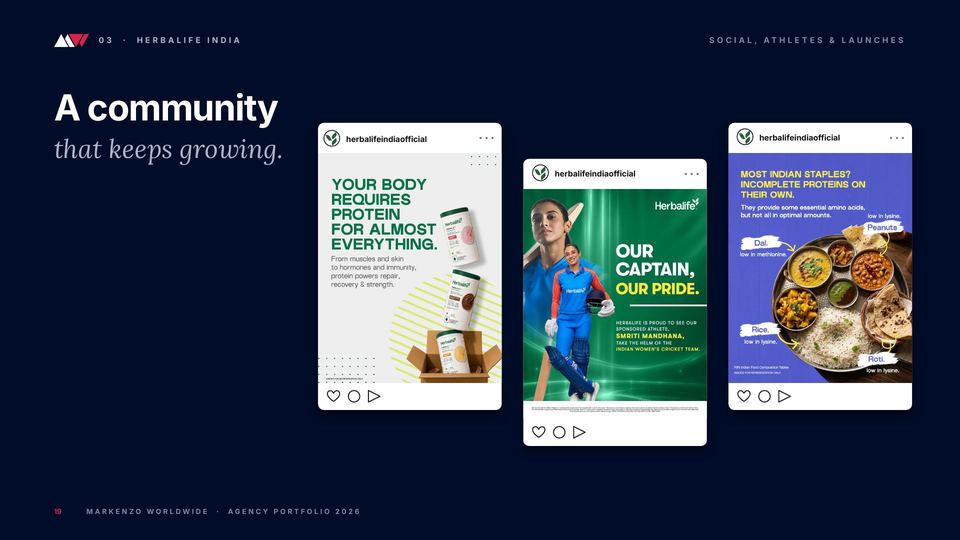 03 · HERBALIFE INDIA
SOCIAL, ATHLETES & LAUNCHES
A community
that keeps growing.
herbalifeindiaofficial
YOUR BODY
REQUIRES
PROTEIN
FOR ALMOST
EVERYTHING.
From muscles and skin
to hormones and immunity,
protein powers repair,
recovery & strength.
herbalifeindiaofficial
Herbalife
OUR
CAPTAIN,
OUR PRIDE.
Herbalife
HERBALIFE IS PROUD TO SEE OUR
SPONSORED ATHLETE,
SMRITI MANDHANA,
TAKE THE HELM OF THE
INDIAN WOMEN'S CRICKET TEAM.
herbalifeindiaofficial
MOST INDIAN STAPLES?
INCOMPLETE PROTEINS ON
THEIR OWN.
They provide some essential amino acids,
but not all in optimal amounts.
low in lysine.
Peanuts
Dal.
low in methionine.
Rice.
low in lysine.
Roti.
low in lysine.
19 MARKENZO WORLDWIDE · AGENCY PORTFOLIO 2026